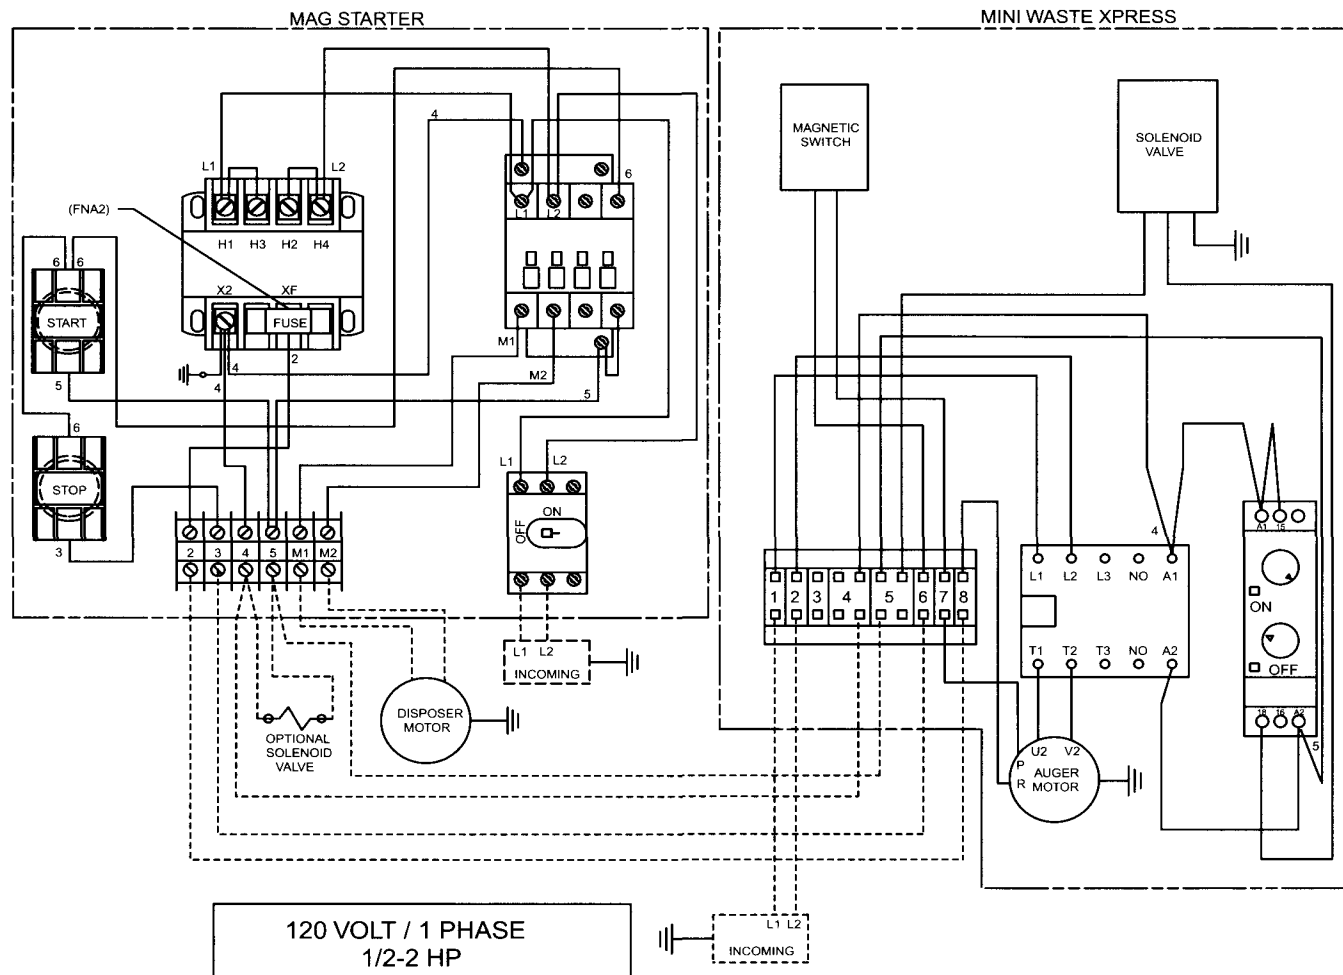 MAG STARTER
MINI WASTE XPRESS
MAGNETIC
SWITCH
SOLENOID
VALVE
4
L1
L2
6
(FNA2)
L1
L2
H1
H3
H2
H4
6
6
X2
XF
START
FUSE
M1
2
4
4
M2
5
5
6
L1
L2
STOP
ON
OFF
3
2
3
4
5
M1
M2
4
A1
15
1
2
3
4
5
6
7
8
L1
L2
L3
NO
A1
ON
L1
L2
INCOMING
T1
T2
T3
NO
A2
OFF
DISPOSER
MOTOR
18
16
A2
5
OPTIONAL
SOLENOID
VALVE
U2
V2
P
R
AUGER
MOTOR
120 VOLT / 1 PHASE
1/2-2 HP
L1
L2
INCOMING